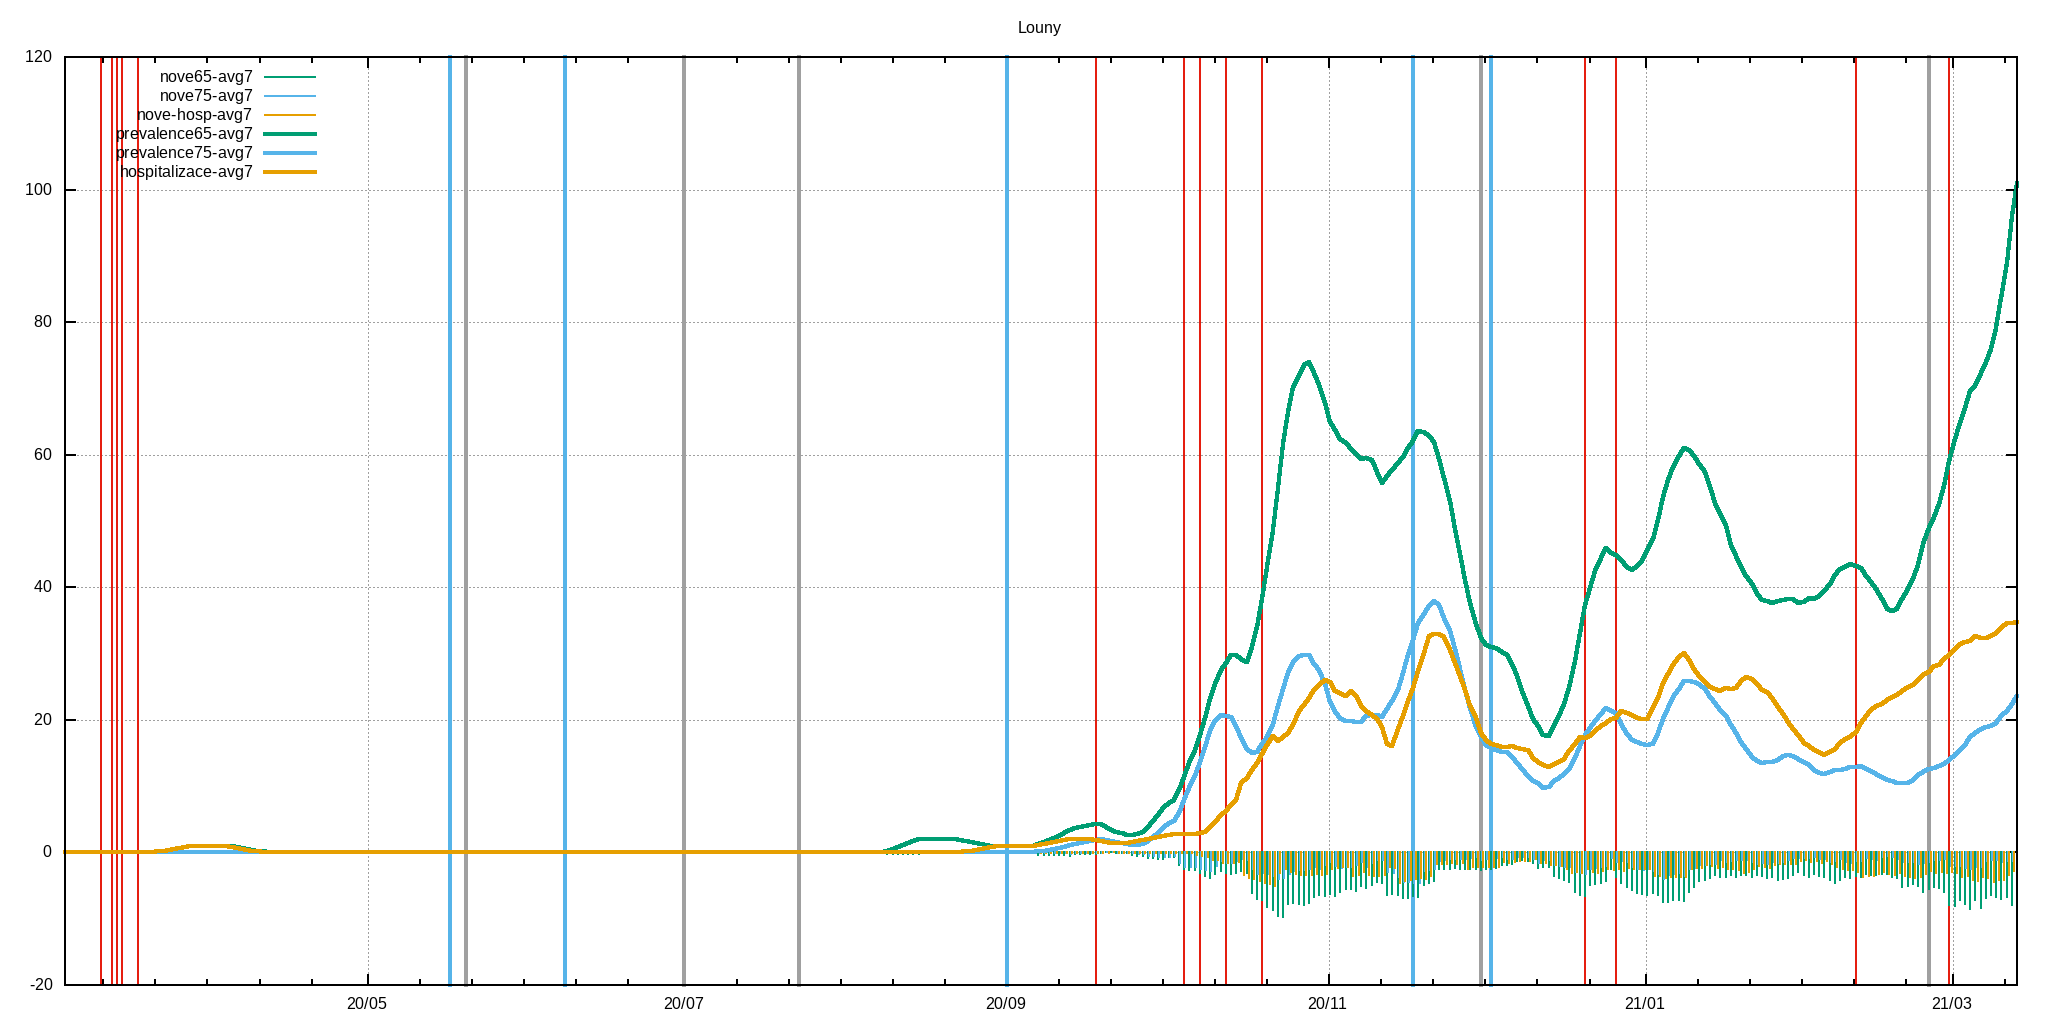 Louny
120
nove65-avg7
nove75-avg7
nove-hosp-avg7
prevalence65-avg7
prevalence75-avg7
hospitalizace-avg7
100
80
60
40
20
0
-20
20/05 20/07 20/09 20/11 21/01 21/03